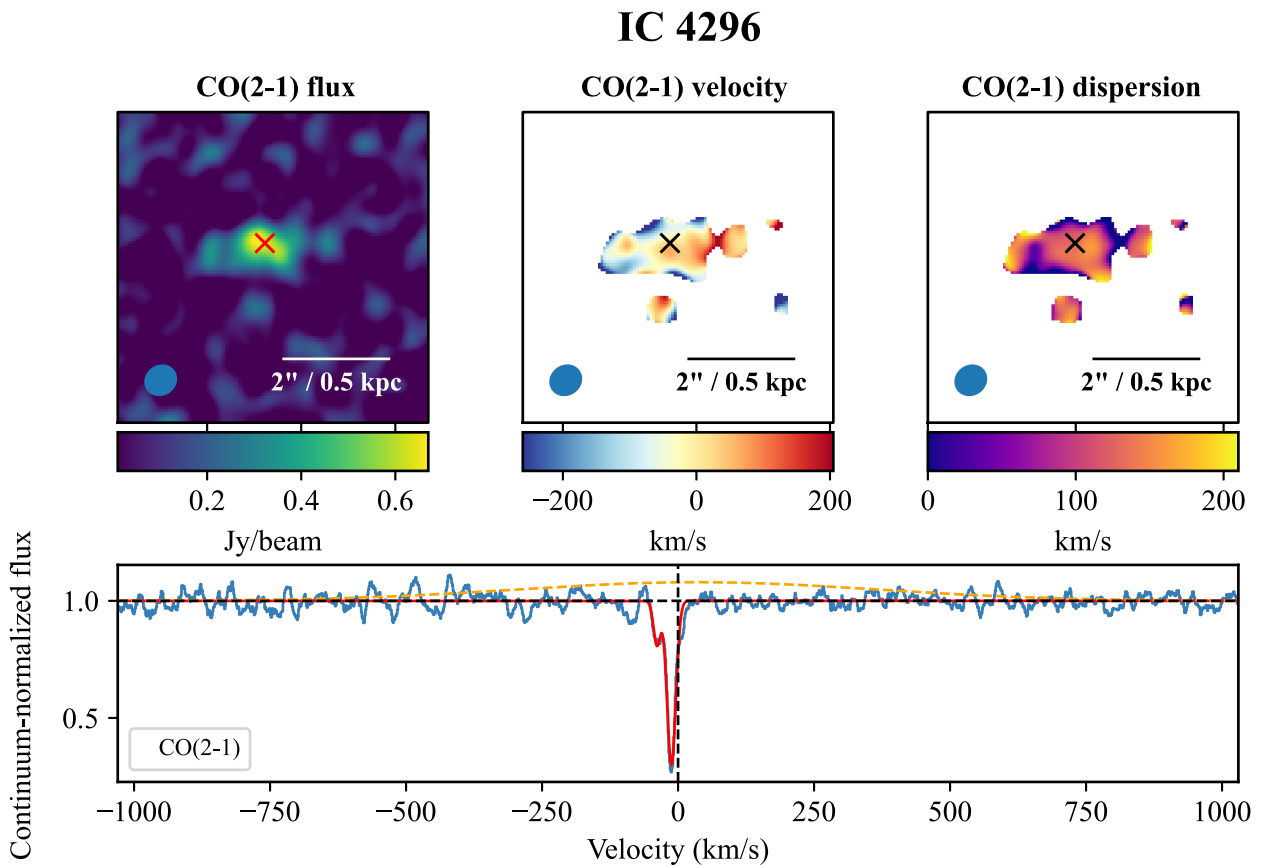 IC 4296
CO(2-1) flux
CO(2-1) velocity
CO(2-1) dispersion
2" / 0.5 kpc
2" / 0.5 kpc
2" / 0.5 kpc
0.2 0.4 0.6
−200 0 200
0 100 200
Jy/beam
km/s
km/s
Continuum-normalized flux
1.0
0.5
CO(2-1)
−1000 −750 −500 −250 0 250 500 750 1000
Velocity (km/s)